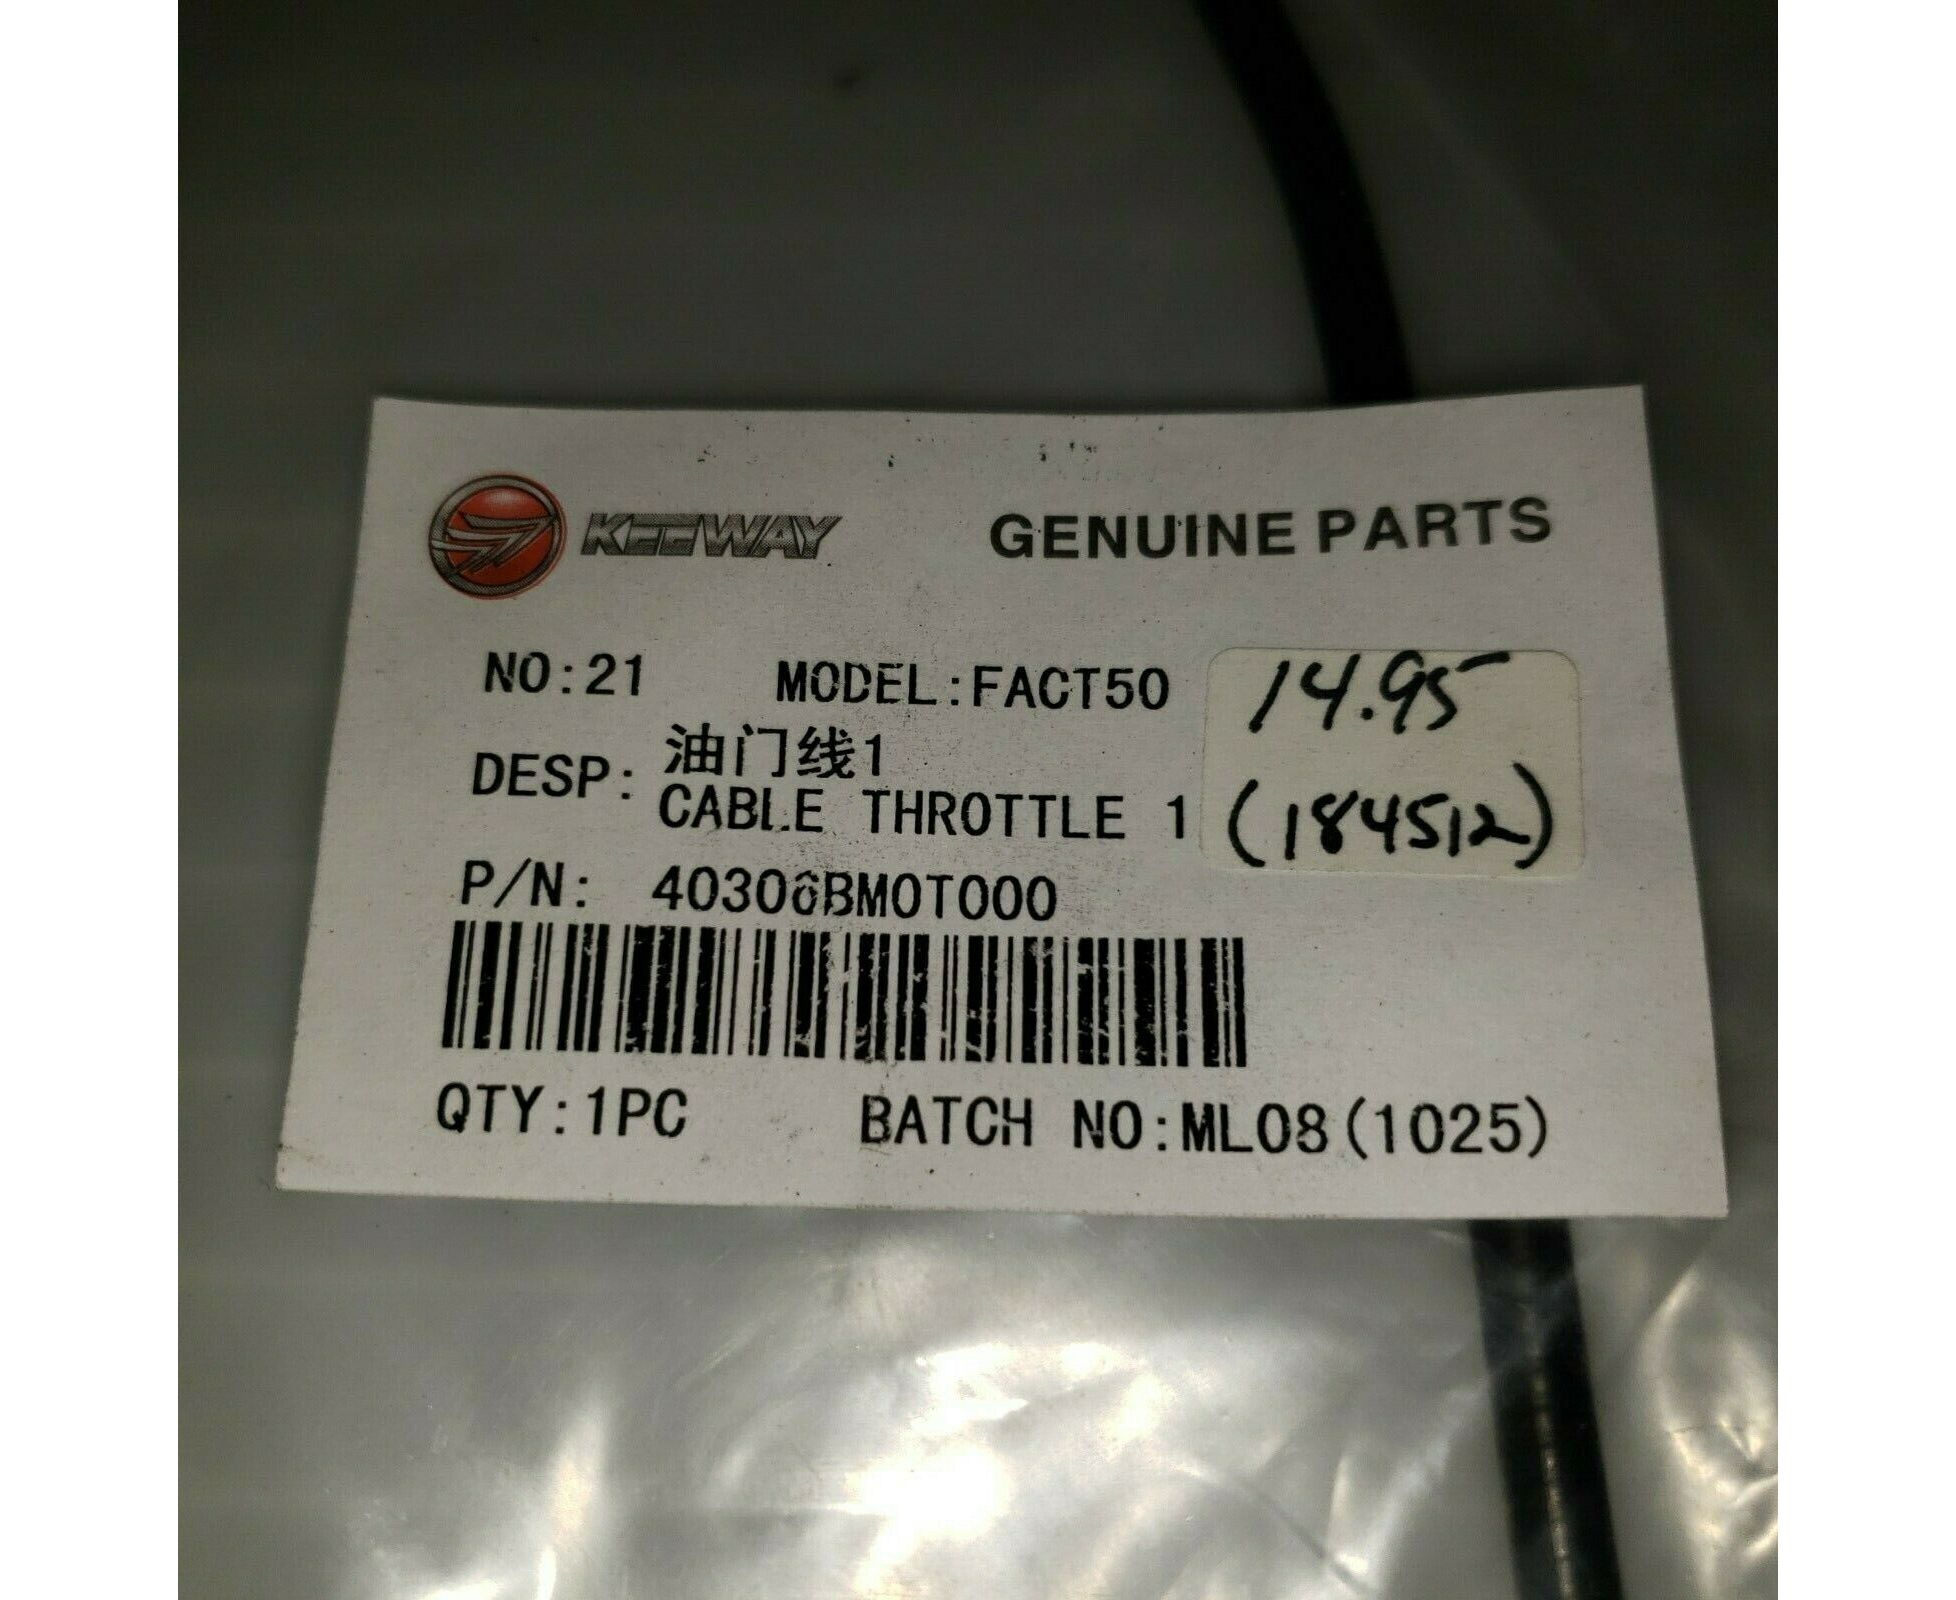 KEEWAY GENUINE PARTS
NO:21 MODEL:FACT50
14.95
DESP: 油门线1
CABLE THROTTLE 1
(184512)
P/N: 40306BM0T000
QTY:1PC BATCH NO:ML08(1025)